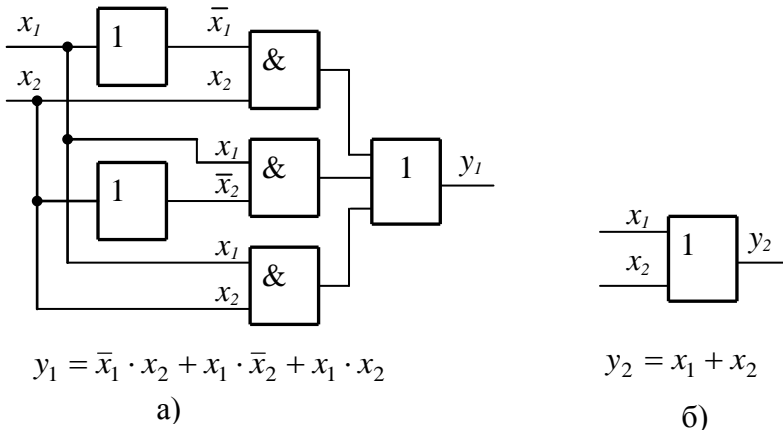 x₁
1
x̄₁
x₂
x₂
&
x₁
&
1
x̄₂
1
y₁
x₁
x₂
&
y₁ = x̄₁ · x₂ + x₁ · x̄₂ + x₁ · x₂
а)
x₁
x₂
1
y₂
y₂ = x₁ + x₂
б)